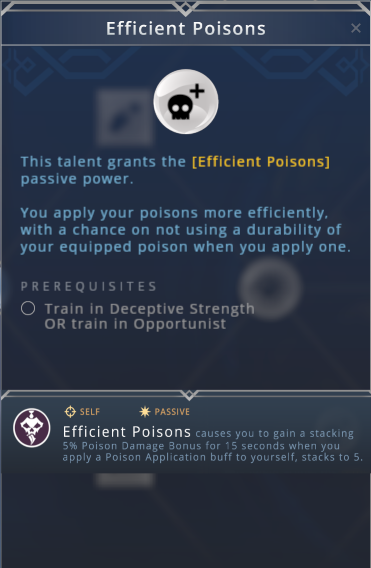 Efficient Poisons
This talent grants the [Efficient Poisons]
passive power.
You apply your poisons more efficiently,
with a chance on not using a durability of
your equipped poison when you apply one.
PREREQUISITES
Train in Deceptive Strength
OR train in Opportunist
SELF PASSIVE
Efficient Poisons causes you to gain a stacking
5% Poison Damage Bonus for 15 seconds when you
apply a Poison Application buff to yourself, stacks to 5.